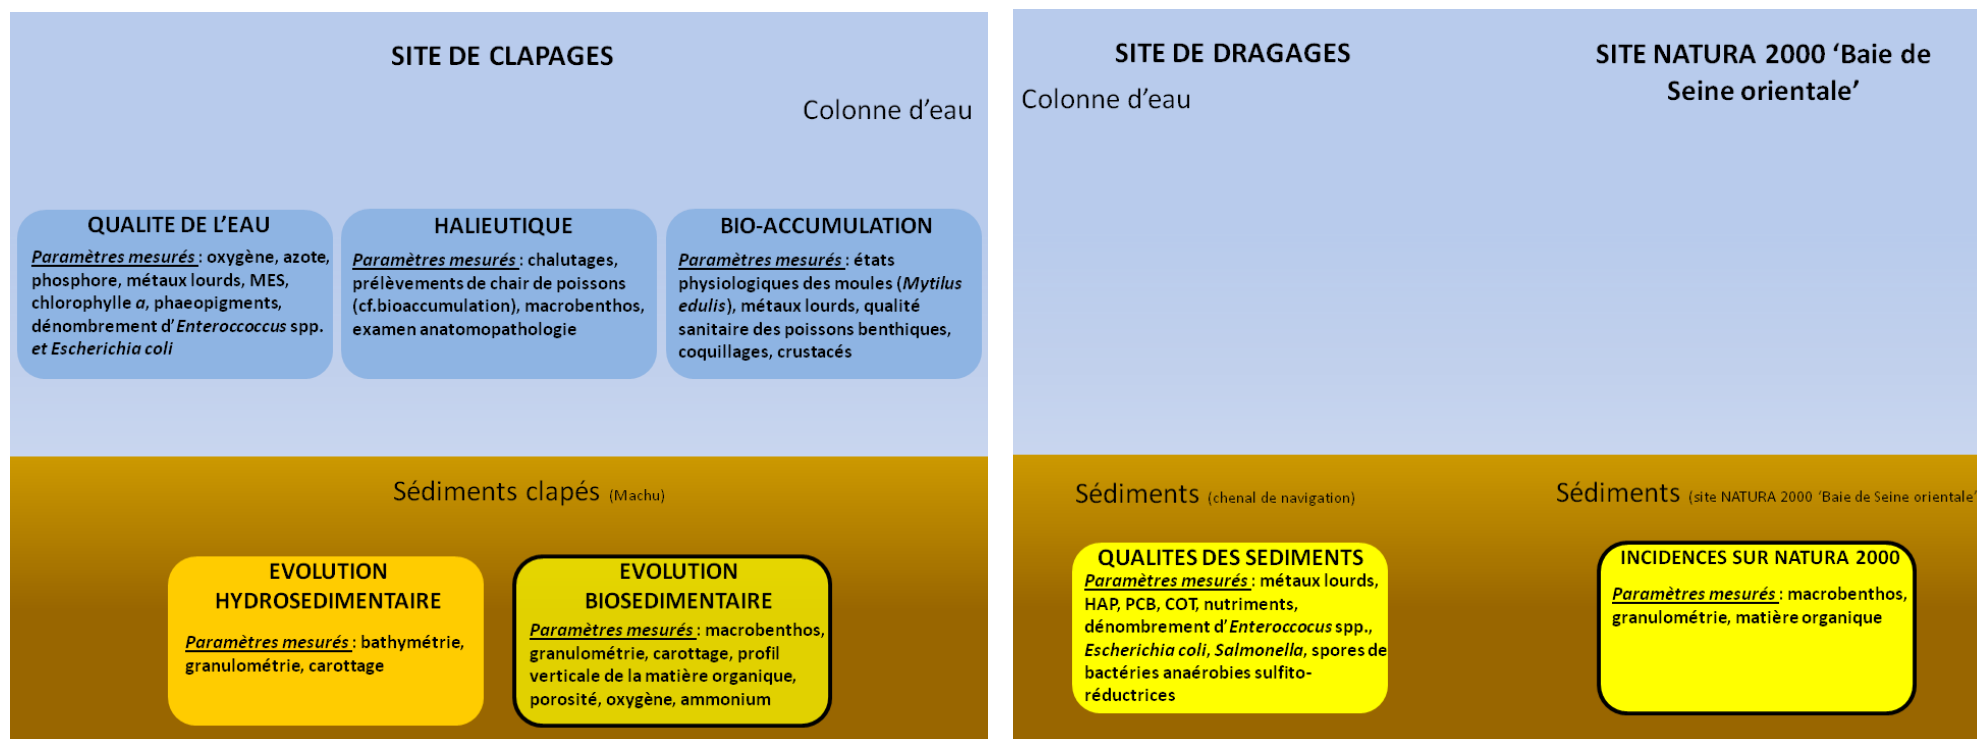 SITE DE CLAPAGES
Colonne d'eau
QUALITE DE L'EAU
Paramètres mesurés : oxygène, azote,
phosphore, métaux lourds, MES,
chlorophylle a, phaeopigments,
dénombrement d'Enteroccoccus spp.
et Escherichia coli
HALIEUTIQUE
Paramètres mesurés : chalutages,
prélèvements de chair de poissons
(cf.bioaccumulation), macrobenthos,
examen anatomopathologie
BIO-ACCUMULATION
Paramètres mesurés : états
physiologiques des moules (Mytilus
edulis), métaux lourds, qualité
sanitaire des poissons benthiques,
coquillages, crustacés
Sédiments clapés (Machu)
EVOLUTION
HYDROSEDIMENTAIRE
Paramètres mesurés : bathymétrie,
granulométrie, carottage
EVOLUTION
BIOSEDIMENTAIRE
Paramètres mesurés : macrobenthos,
granulométrie, carottage, profil
verticale de la matière organique,
porosité, oxygène, ammonium
SITE DE DRAGAGES
Colonne d'eau
SITE NATURA 2000 ‘Baie de
Seine orientale’
Sédiments (chenal de navigation)
QUALITES DES SEDIMENTS
Paramètres mesurés : métaux lourds,
HAP, PCB, COT, nutriments,
dénombrement d'Enteroccocus spp.,
Escherichia coli, Salmonella, spores de
bactéries anaérobies sulfito-
réductrices
Sédiments (site NATURA 2000 ‘Baie de Seine orientale’
INCIDENCES SUR NATURA 2000
Paramètres mesurés : macrobenthos,
granulométrie, matière organique